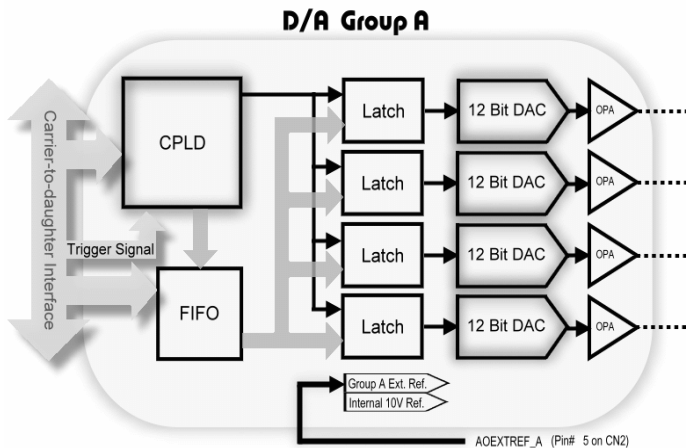 D/A Group A
Carrier-to-daughter Interface
CPLD
Trigger Signal
FIFO
Latch
12 Bit DAC
OPA
Latch
12 Bit DAC
OPA
Latch
12 Bit DAC
OPA
Latch
12 Bit DAC
OPA
Group A Ext. Ref.
Internal 10V Ref.
AOEXTREF_A (Pin# 5 on CN2)